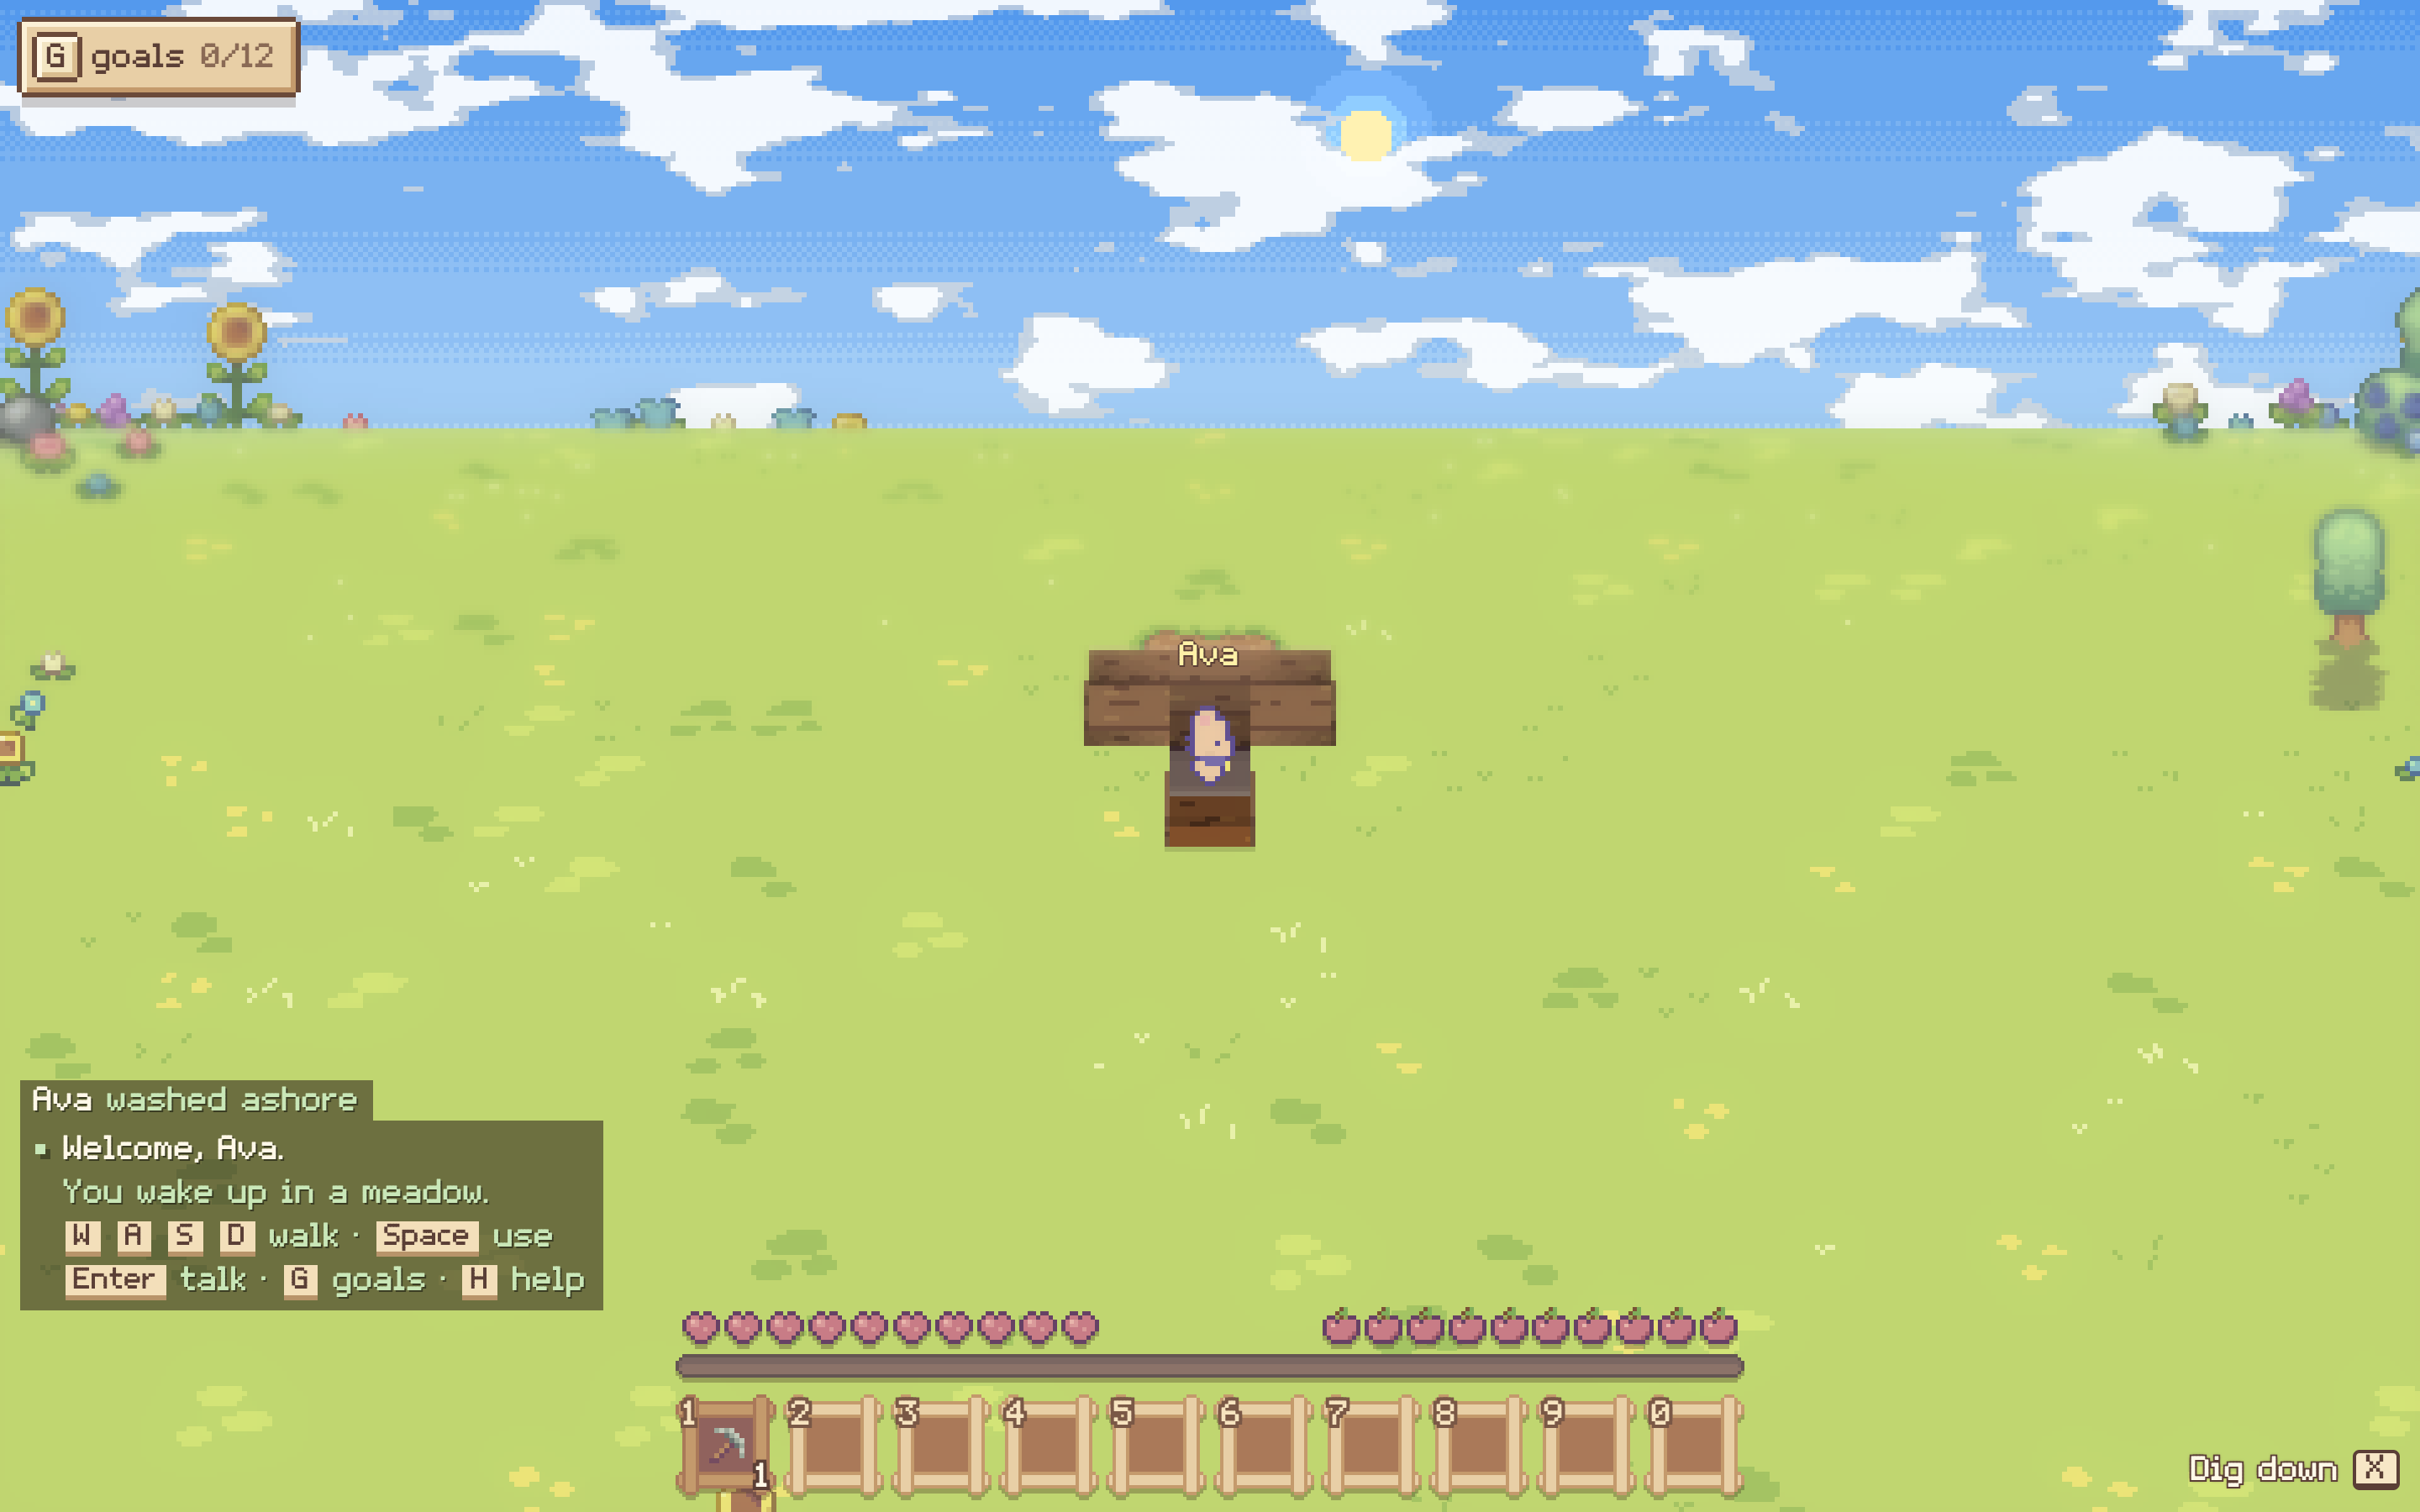 G goals 0/12
Ava
Ava washed ashore
Welcome, Ava.
You wake up in a meadow.
W A S D walk · Space use
Enter talk · G goals · H help
1 2 3 4 5 6 7 8 9 0
1
Dig down X